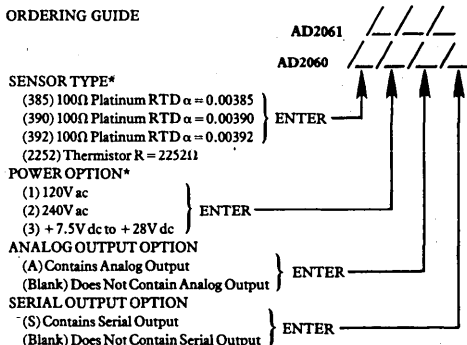 ORDERING GUIDE
AD2061
AD2060
SENSOR TYPE*
(385) 100Ω Platinum RTD α = 0.00385
(390) 100Ω Platinum RTD α = 0.00390
(392) 100Ω Platinum RTD α = 0.00392
ENTER
(2252) Thermistor R = 2252Ω
POWER OPTION*
(1) 120V ac
(2) 240V ac
(3) +7.5V dc to +28V dc
ENTER
ANALOG OUTPUT OPTION
(A) Contains Analog Output
(Blank) Does Not Contain Analog Output
ENTER
SERIAL OUTPUT OPTION
(S) Contains Serial Output
(Blank) Does Not Contain Serial Output
ENTER